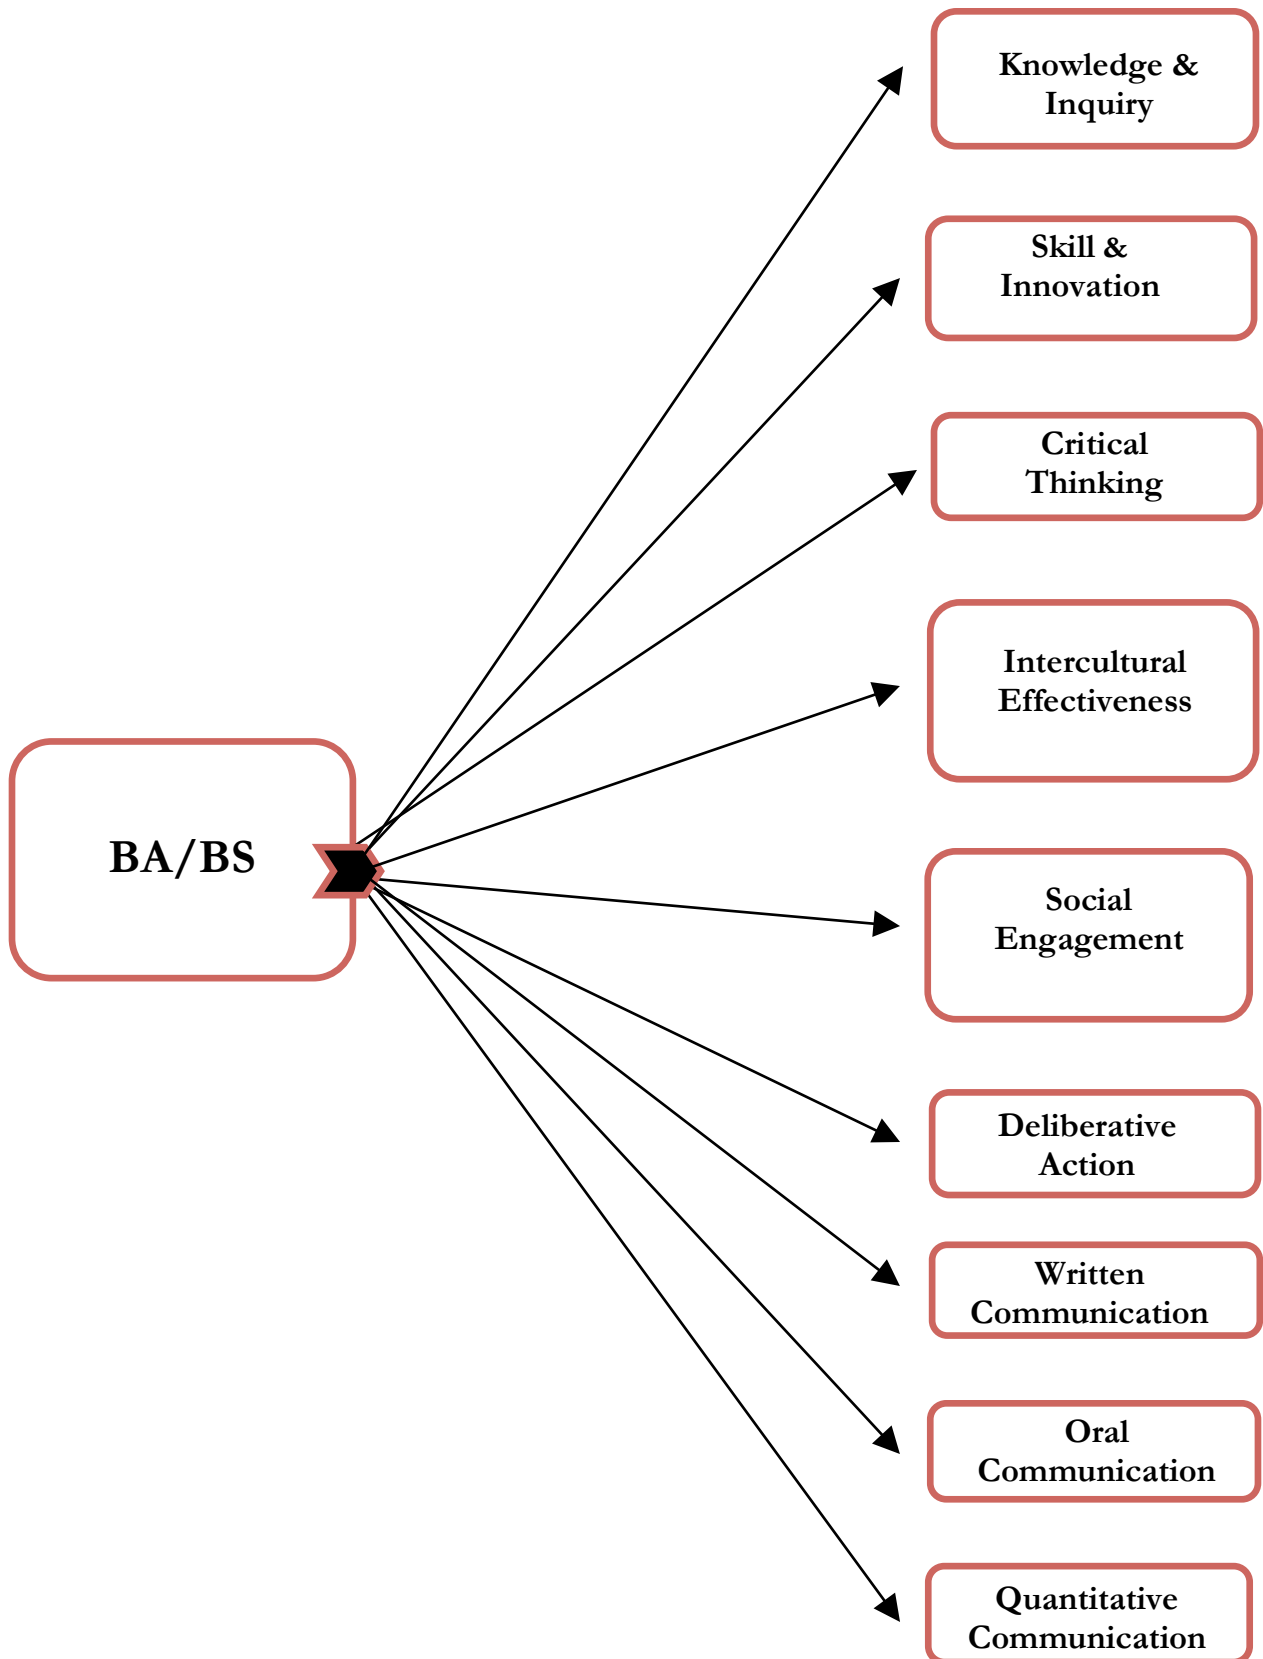 Knowledge &
Inquiry
Skill &
Innovation
Critical
Thinking
Intercultural
Effectiveness
BA/BS
Social
Engagement
Deliberative
Action
Written
Communication
Oral
Communication
Quantitative
Communication